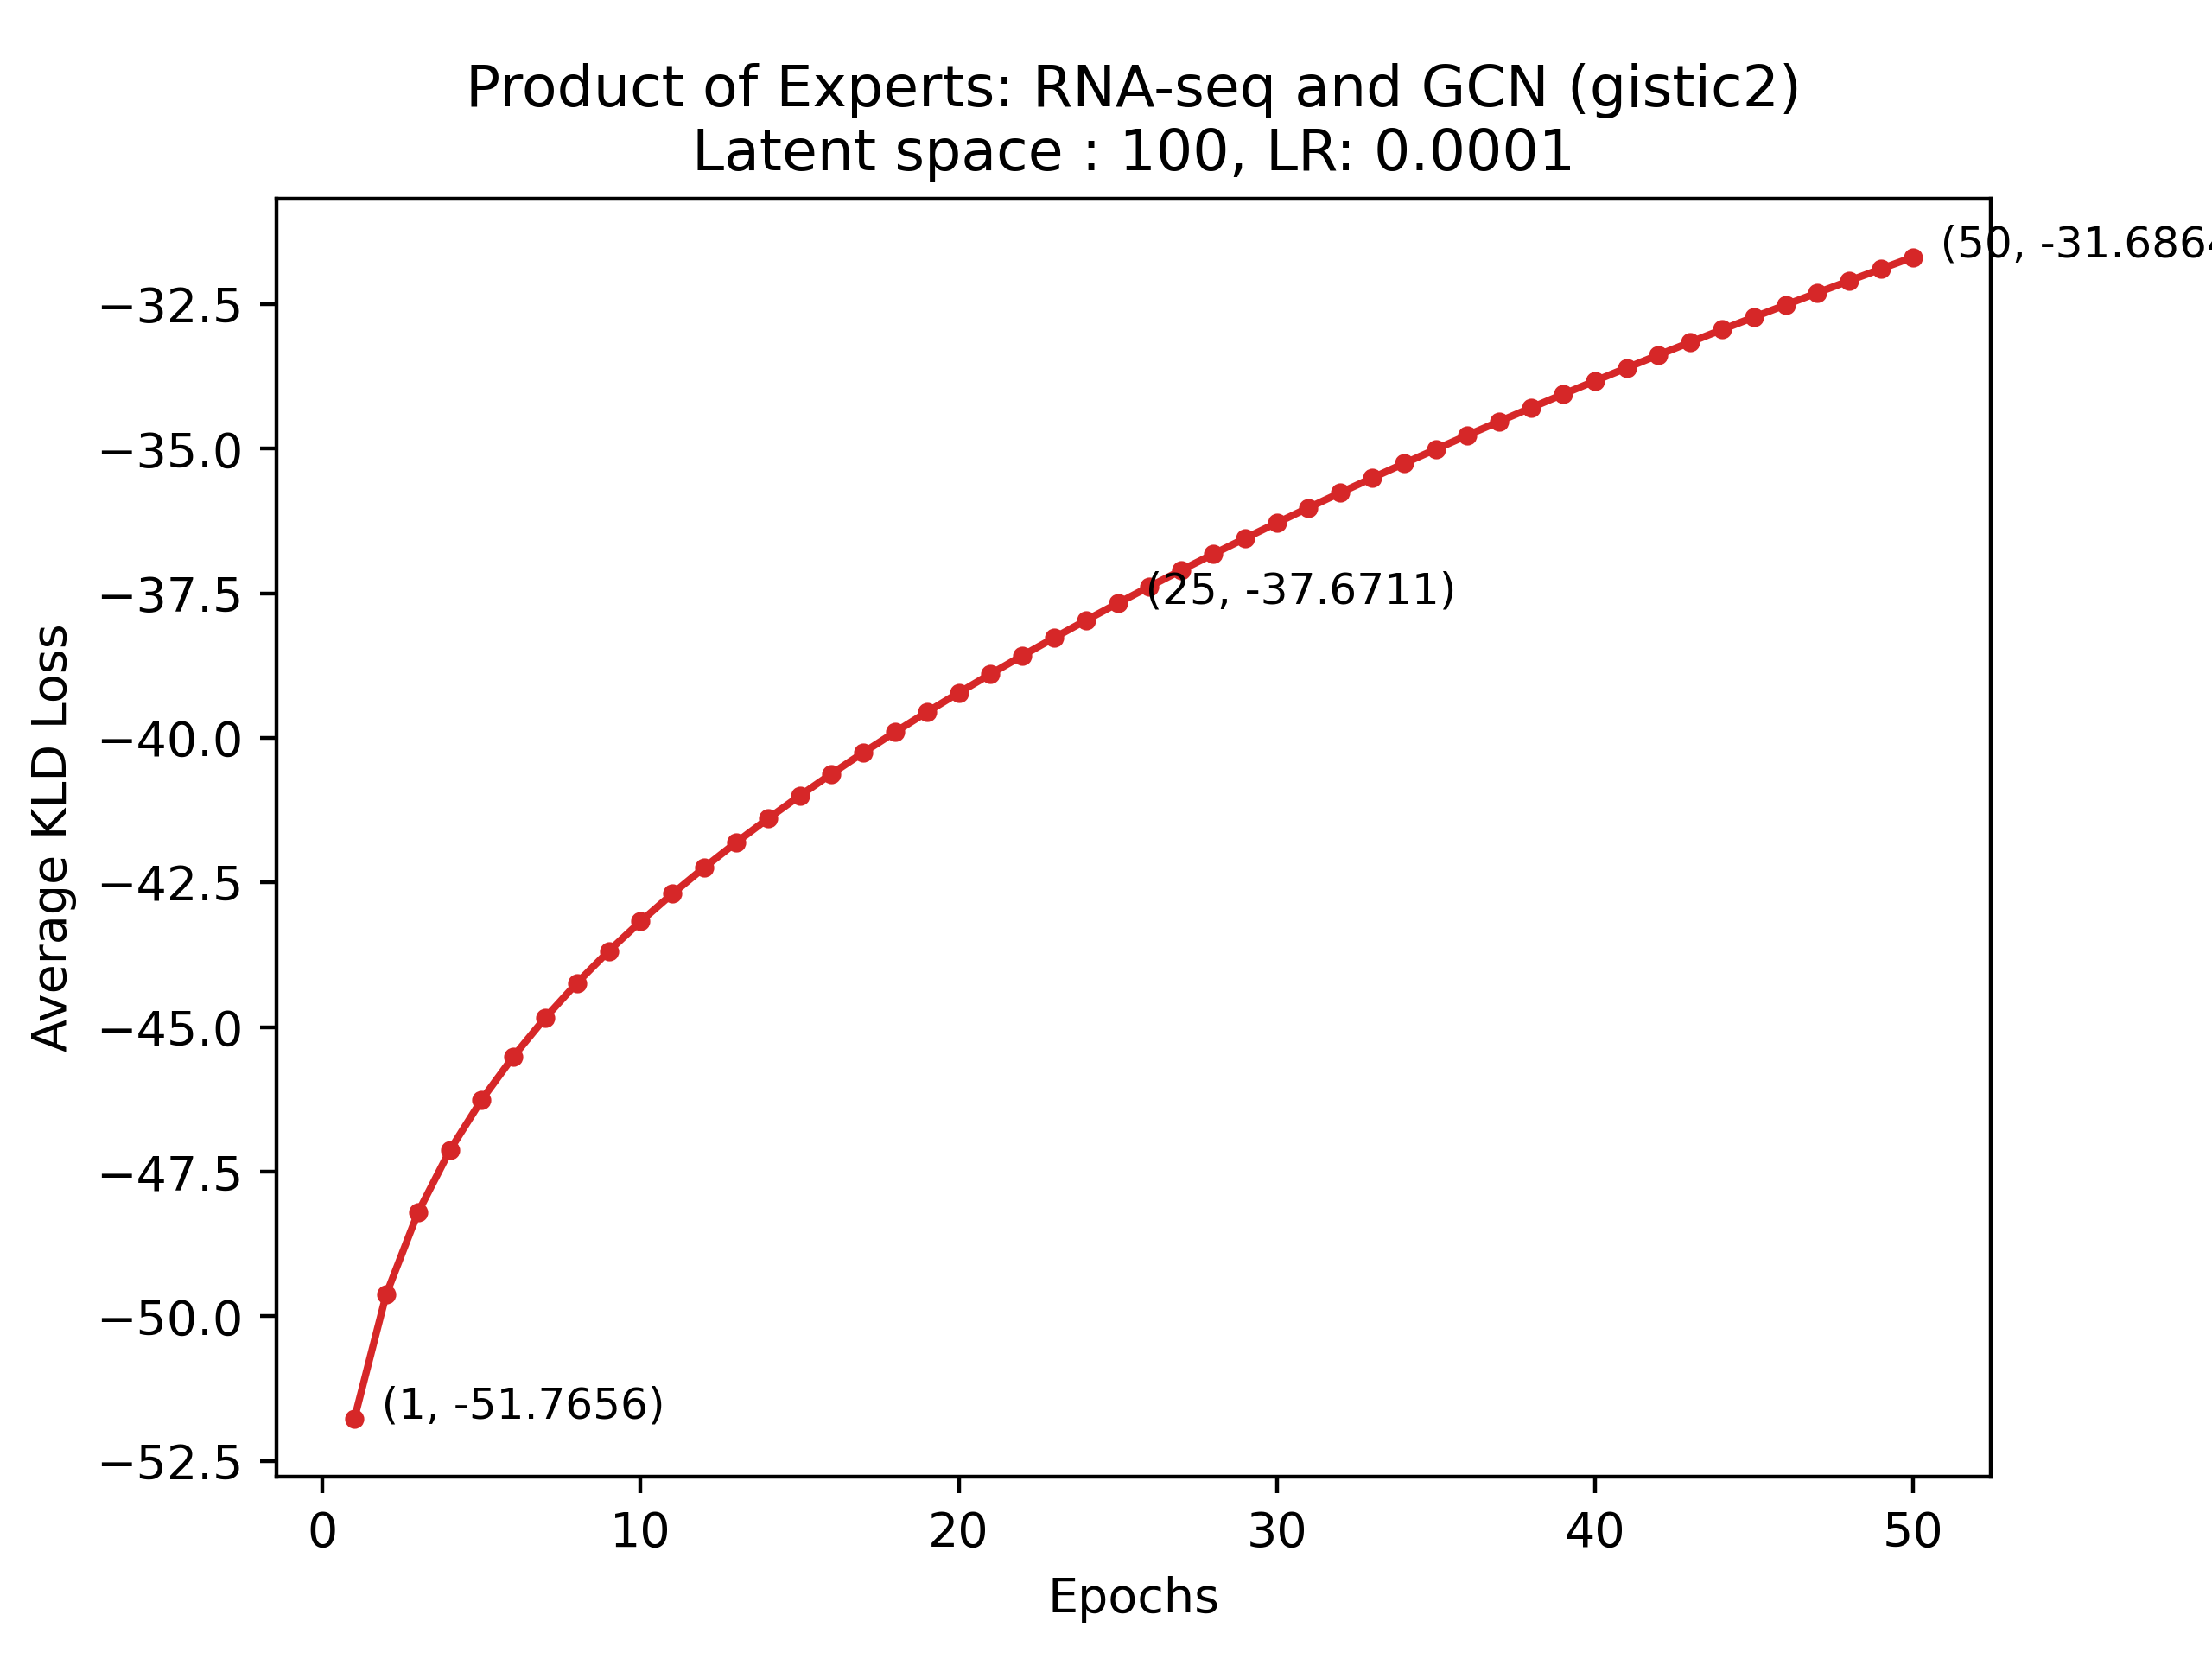 Product of Experts: RNA-seq and GCN (gistic2)
Latent space : 100, LR: 0.0001
(50, -31.6864
−32.5
−35.0
(25, -37.6711)
−37.5
−40.0
Average KLD Loss
−42.5
−45.0
−47.5
−50.0
(1, -51.7656)
−52.5
0 10 20 30 40 50
Epochs